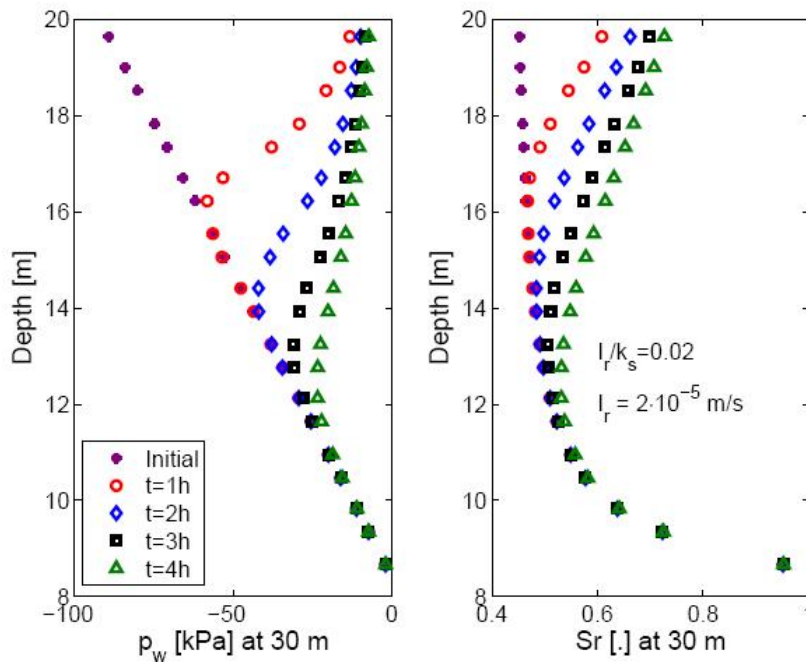 20
18
16
14
12
10
8
Depth [m]
−100
−50
0
p_w [kPa] at 30 m
Initial
t=1h
t=2h
t=3h
t=4h
20
18
16
14
12
10
8
Depth [m]
0.4
0.6
0.8
1
Sr [.] at 30 m
I_r/k_s=0.02
I_r = 2·10^-5 m/s